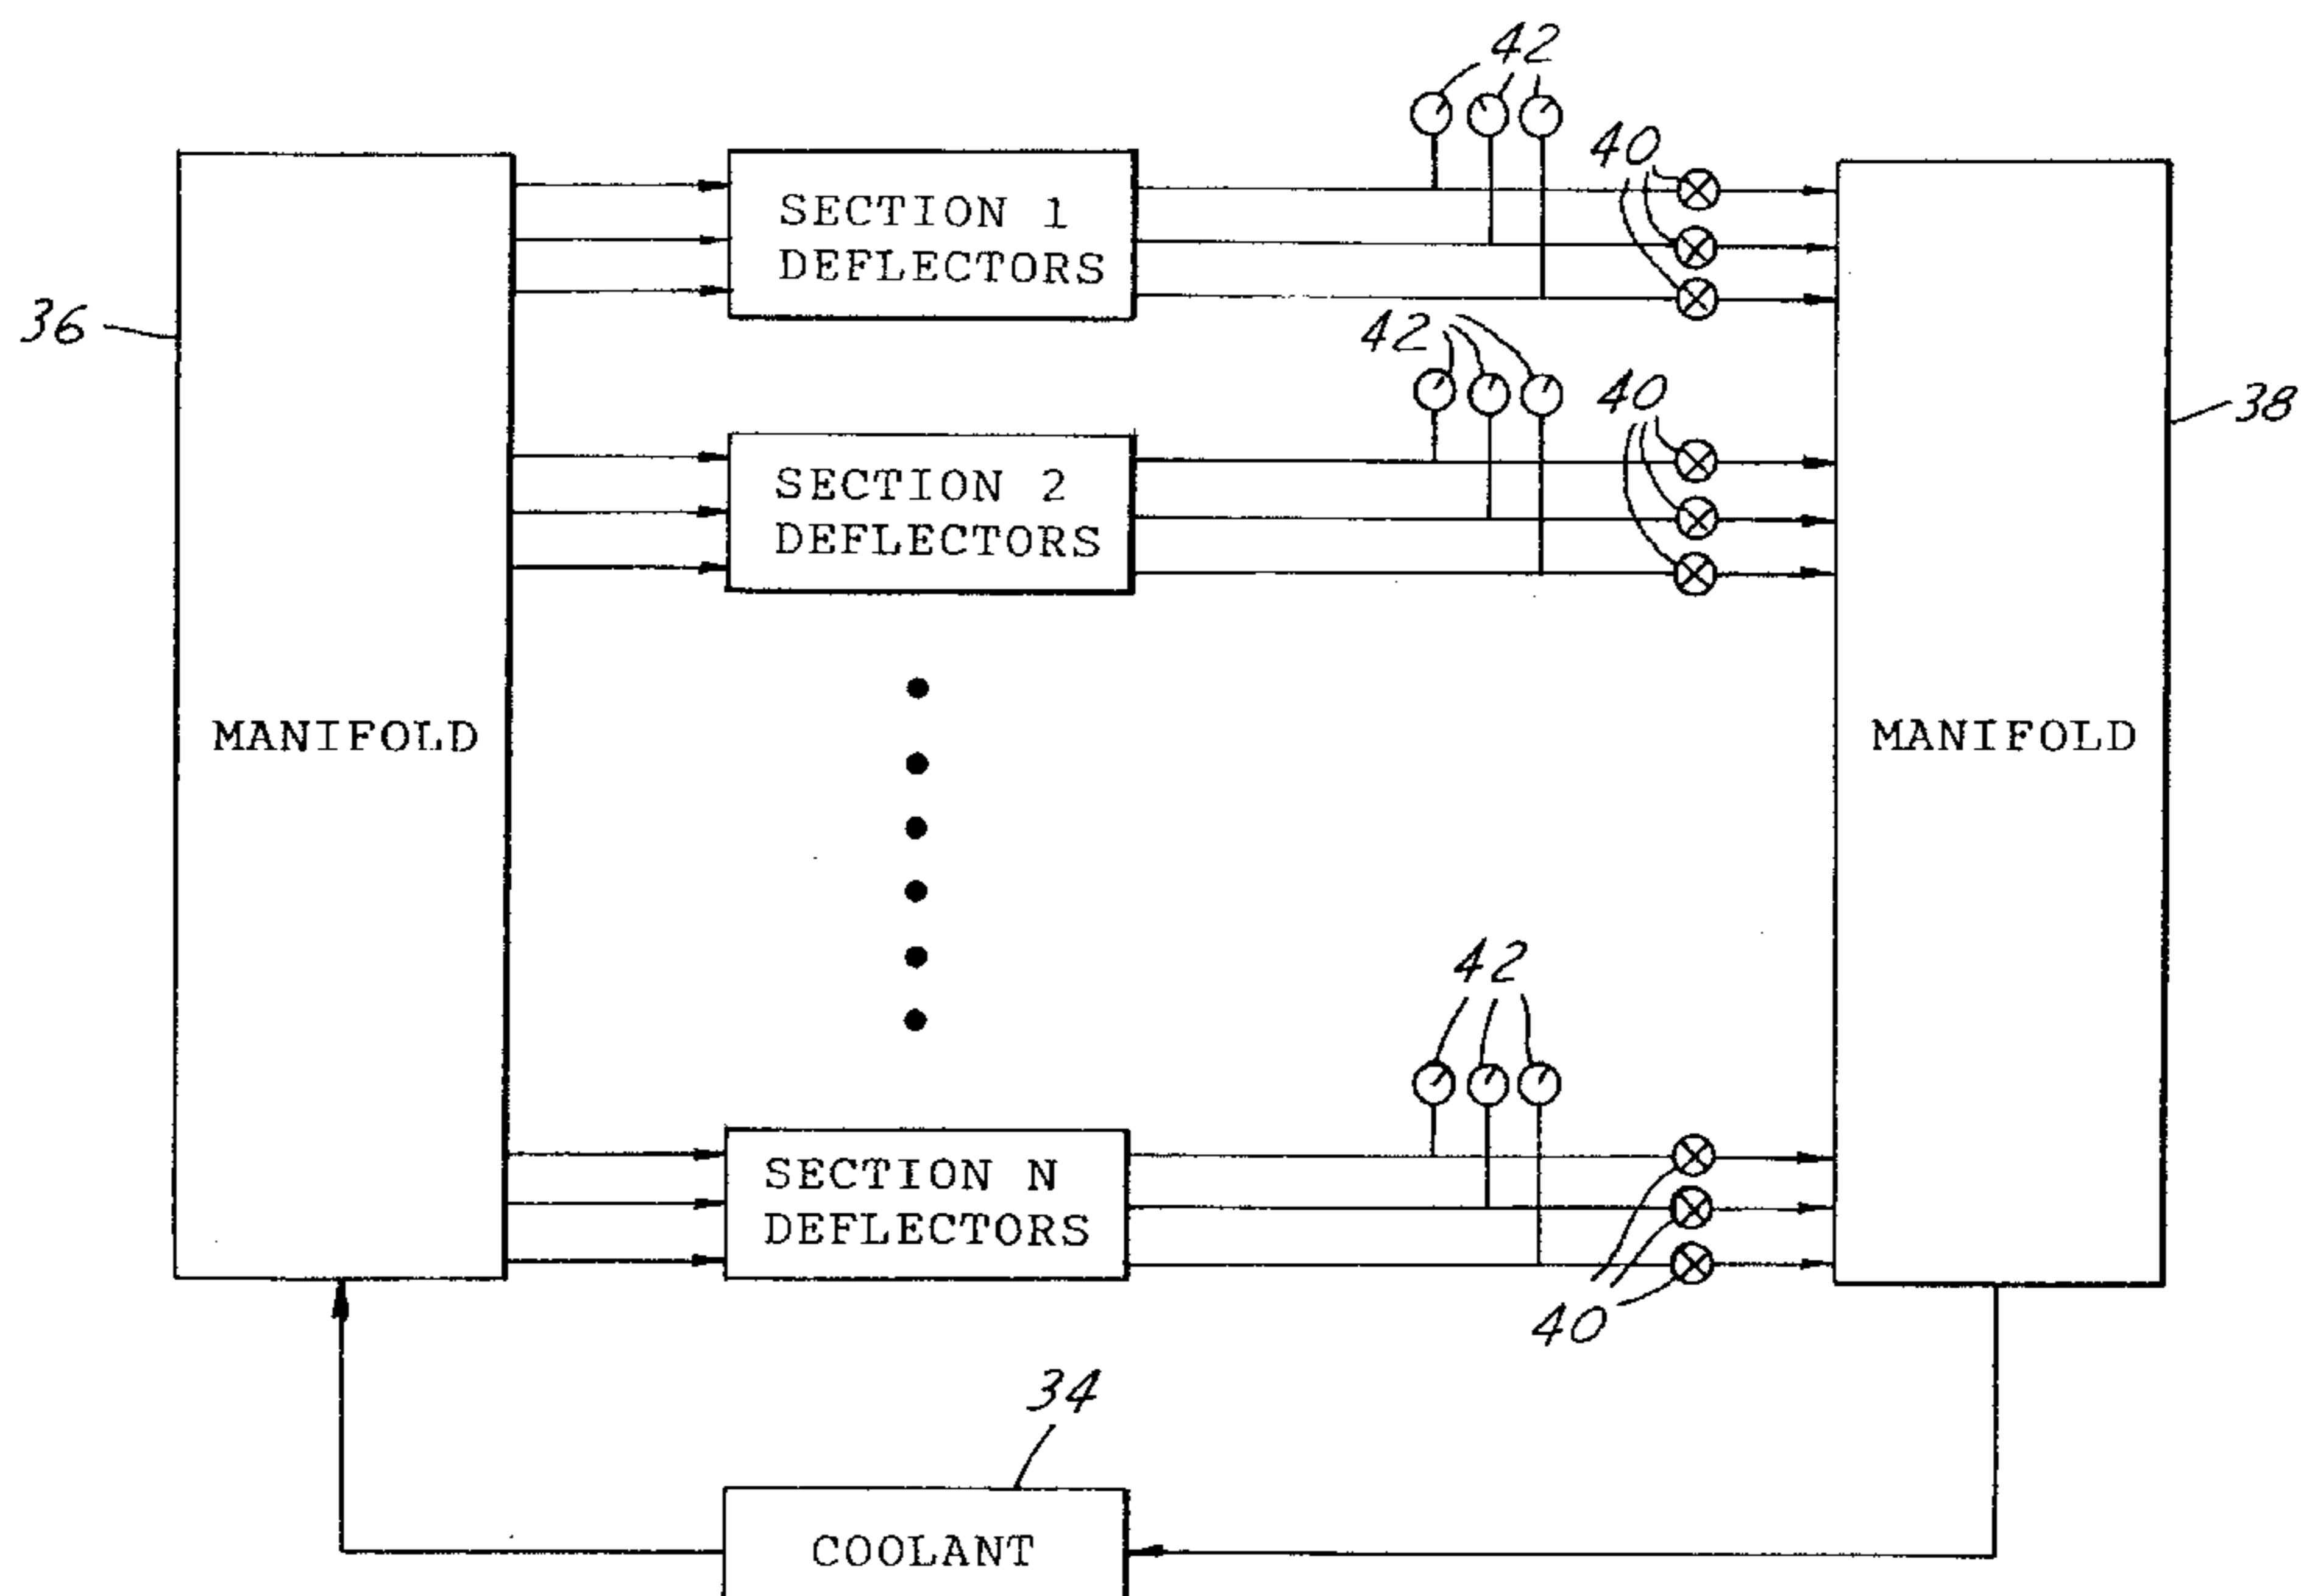 42
40
SECTION 1
DEFLECTORS
36
42
40
38
SECTION 2
DEFLECTORS
MANIFOLD
MANIFOLD
42
SECTION N
DEFLECTORS
40
34
COOLANT